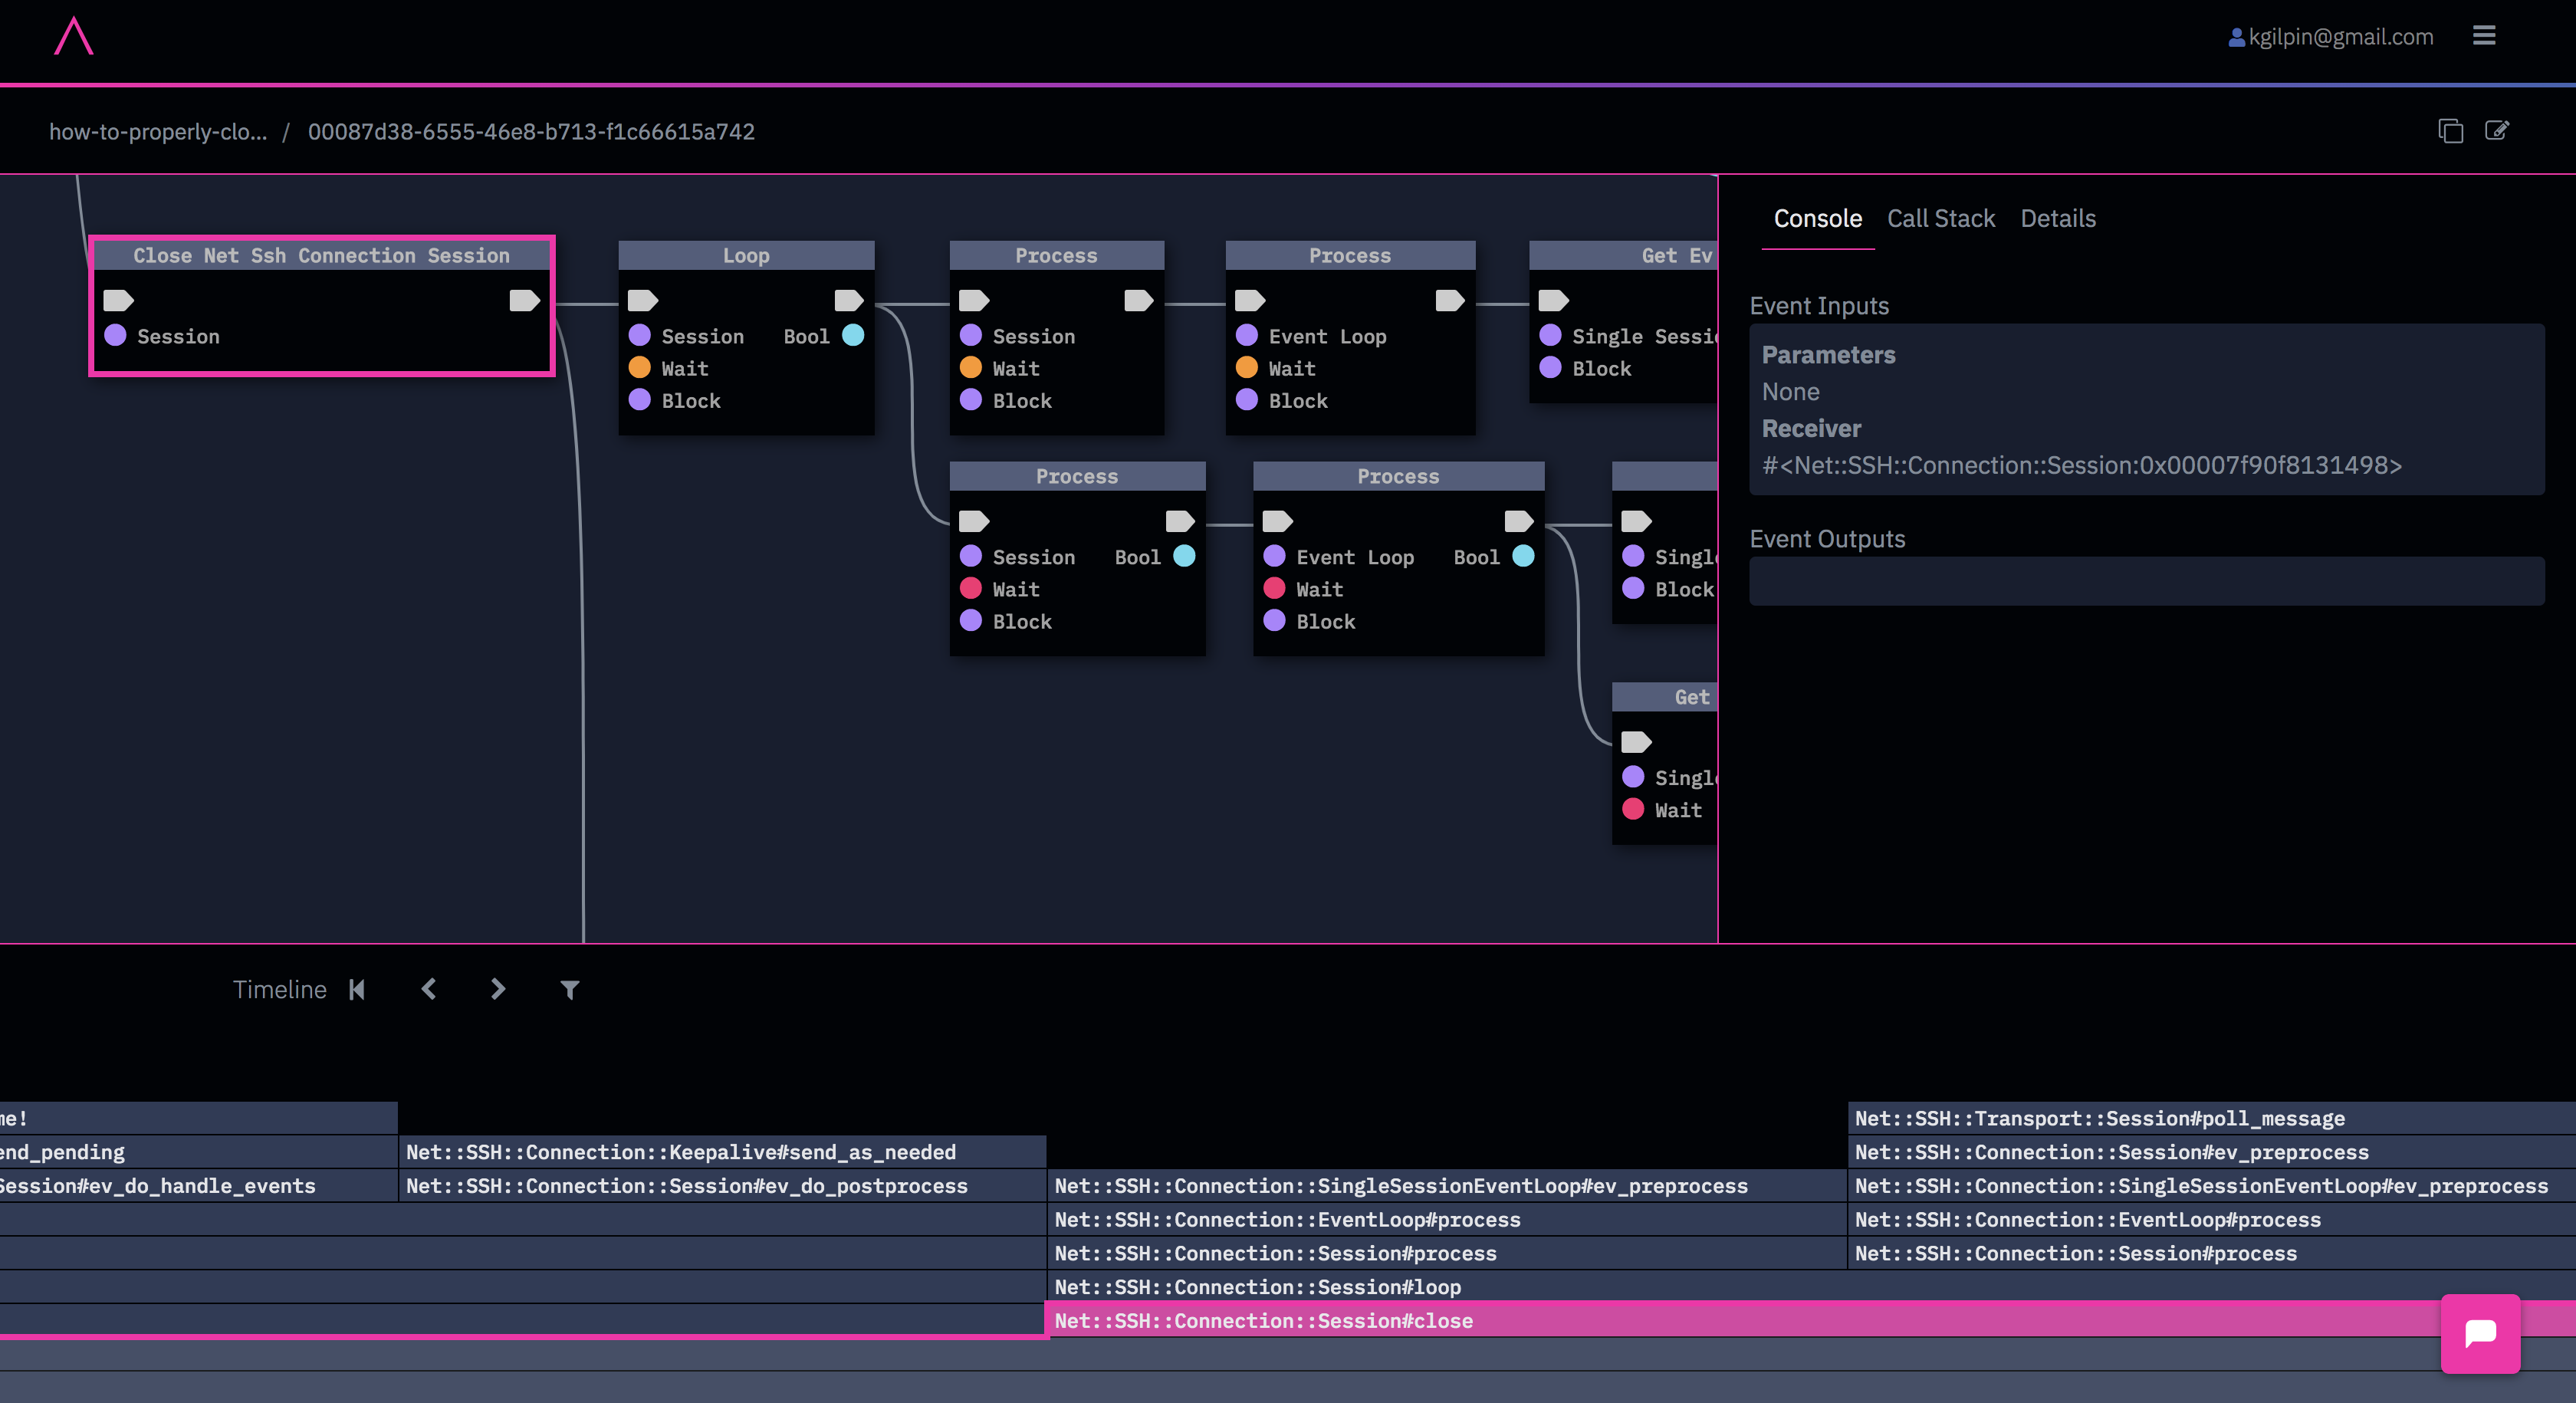 kgilpin@gmail.com
how-to-properly-clo... / 00087d38-6555-46e8-b713-f1c66615a742
Console Call Stack Details
Close Net Ssh Connection Session
Session
Loop
Session Bool
Wait
Block
Process
Session
Wait
Block
Process
Event Loop
Wait
Block
Get Ev
Single Sessi
Block
Process
Session Bool
Wait
Block
Process
Event Loop Bool
Wait
Block
Singl
Block
Get
Singl
Wait
Event Inputs
Parameters
None
Receiver
#<Net::SSH::Connection::Session:0x00007f90f8131498>
Event Outputs
Timeline
me! Net::SSH::Transport::Session#poll_message
end_pending Net::SSH::Connection::Keepalive#send_as_needed Net::SSH::Connection::Session#ev_preprocess
Session#ev_do_handle_events Net::SSH::Connection::Session#ev_do_postprocess Net::SSH::Connection::SingleSessionEventLoop#ev_preprocess Net::SSH::Connection::SingleSessionEventLoop#ev_preprocess
Net::SSH::Connection::EventLoop#process Net::SSH::Connection::EventLoop#process
Net::SSH::Connection::Session#process Net::SSH::Connection::Session#process
Net::SSH::Connection::Session#loop
Net::SSH::Connection::Session#close